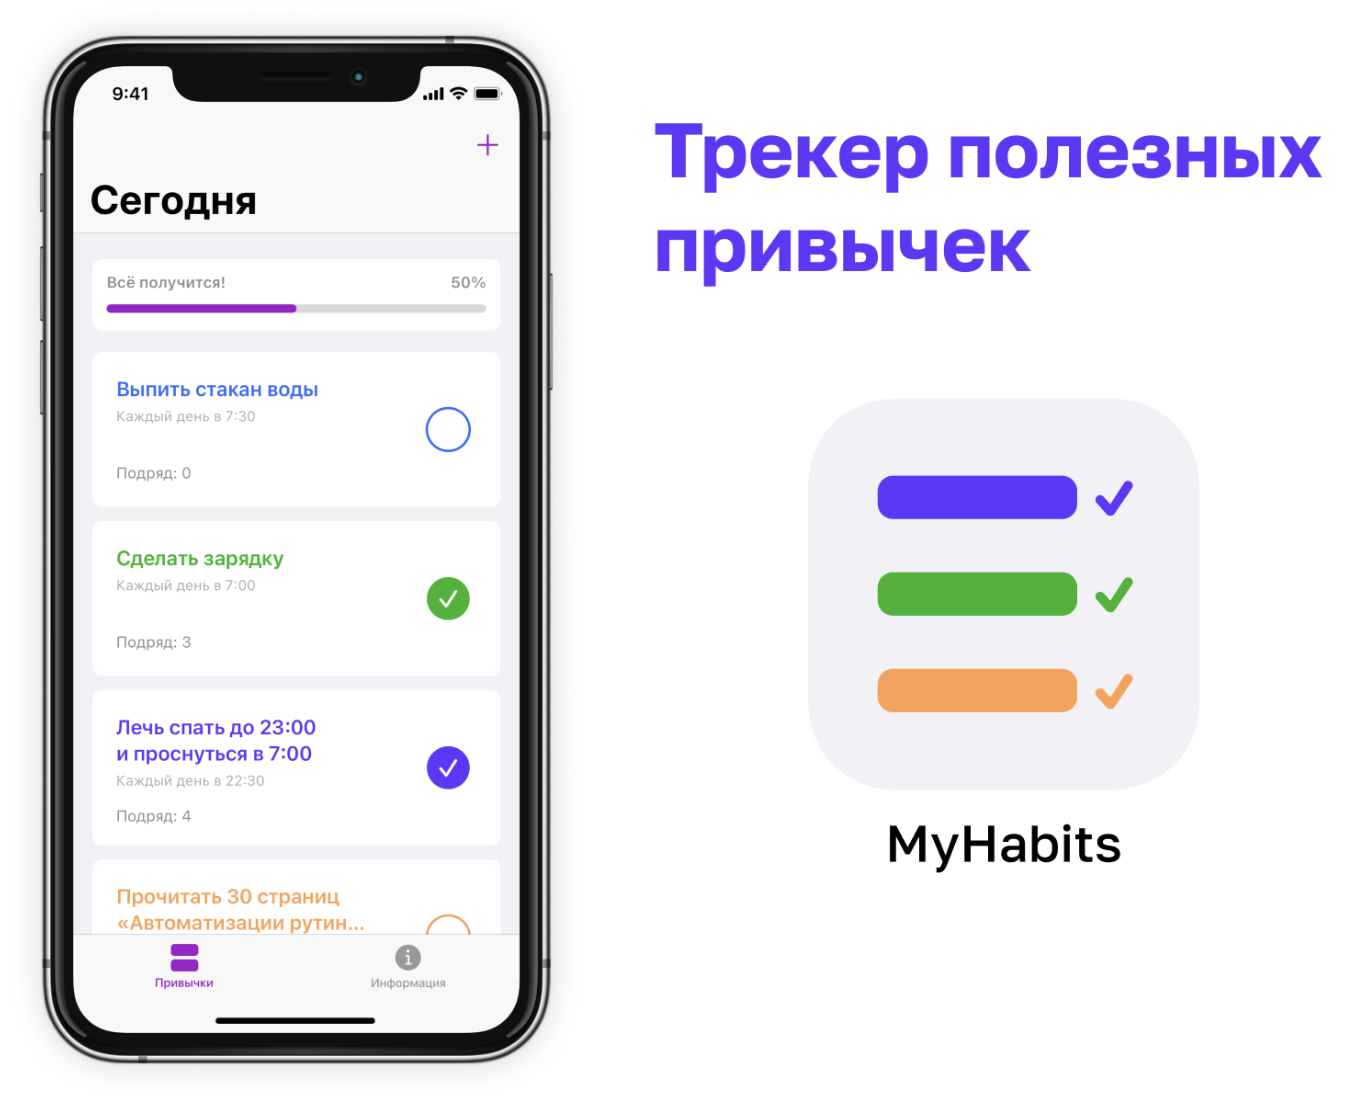 9:41
Сегодня
Всё получится! 50%
Выпить стакан воды
Каждый день в 7:30
Подряд: 0
Сделать зарядку
Каждый день в 7:00
Подряд: 3
Лечь спать до 23:00
и проснуться в 7:00
Каждый день в 22:30
Подряд: 4
Прочитать 30 страниц
«Автоматизации рутин...
Привычки
Информация
Трекер полезных
привычек
MyHabits